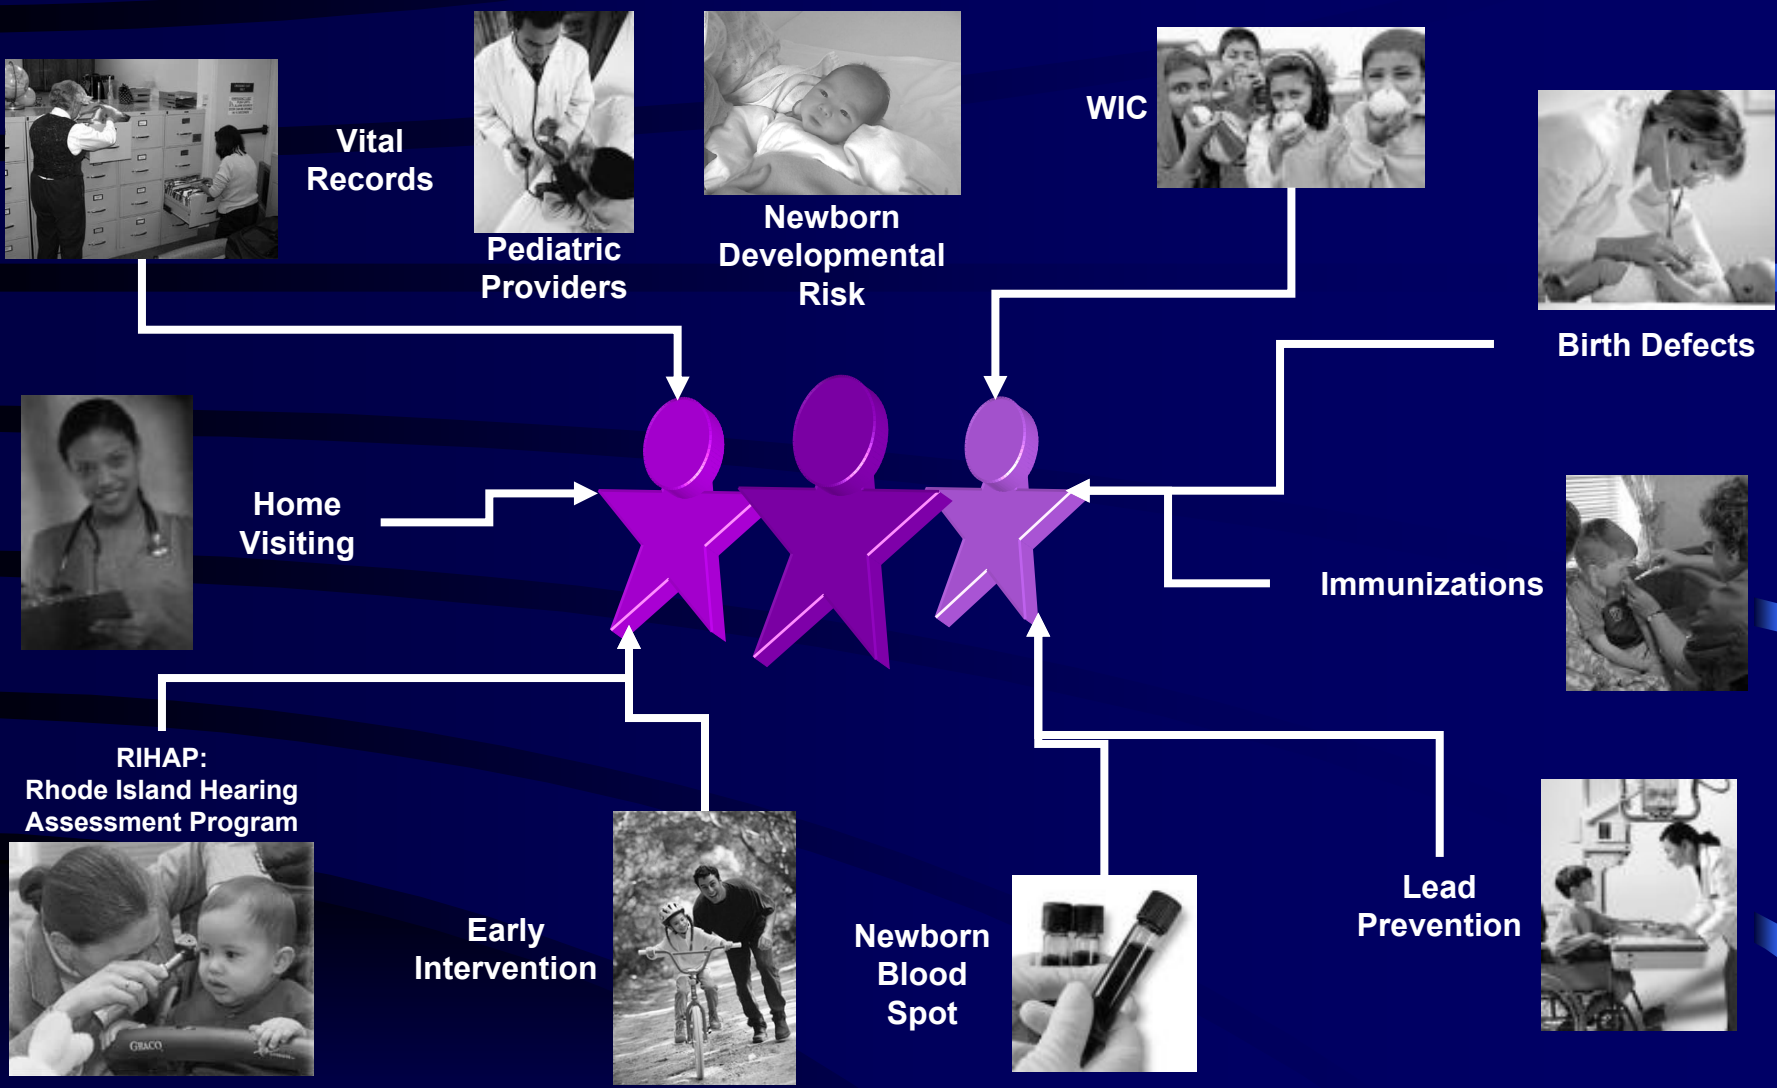 Vital
Records
Pediatric
Providers
Newborn
Developmental
Risk
WIC
Birth Defects
Home
Visiting
Immunizations
RIHAP:
Rhode Island Hearing
Assessment Program
Early
Intervention
Newborn
Blood
Spot
Lead
Prevention
GRACO